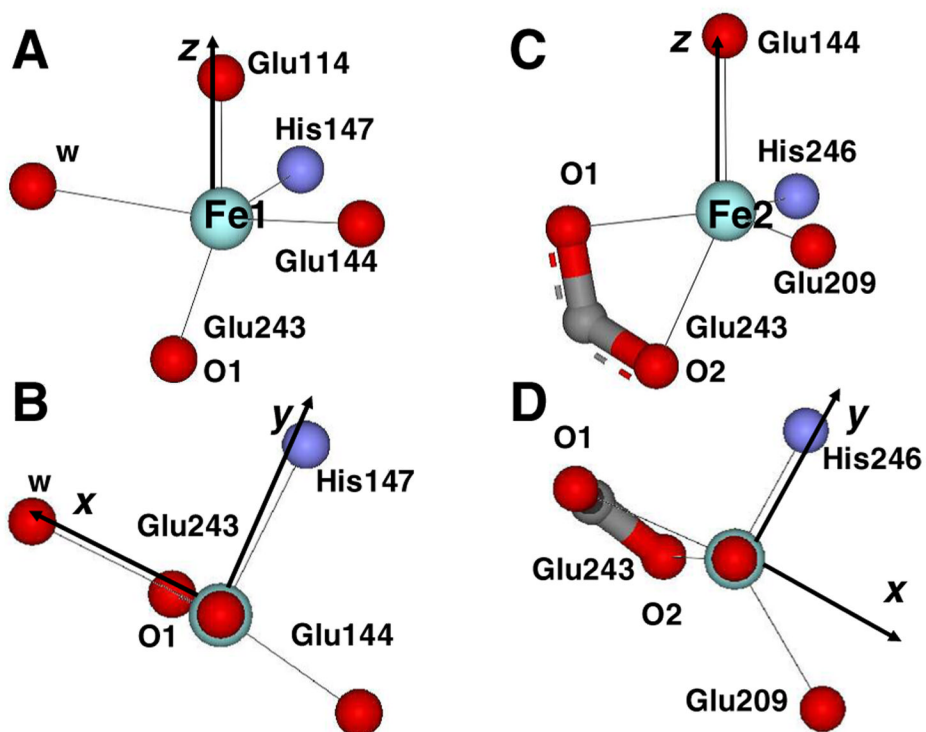 A
z
Glu114
His147
w
Fe1
Glu144
Glu243
O1
C
z
Glu144
His246
O1
Fe2
Glu209
Glu243
O2
B
y
w
x
His147
Glu243
O1
Glu144
D
y
O1
His246
Glu243
x
O2
Glu209